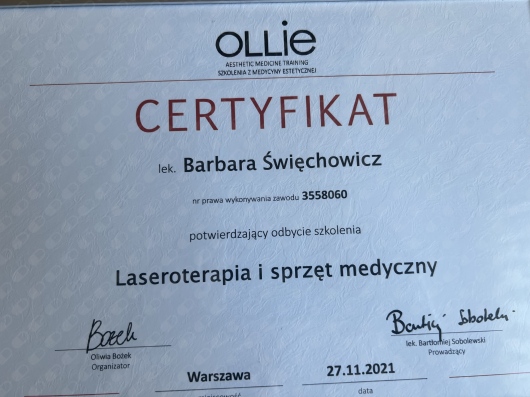 OLLie
AESTHETIC MEDICINE TRAINING
SZKOLENIA Z MEDYCYNY ESTETYCZNEJ
CERTYFIKAT
lek. Barbara Święchowicz
nr prawa wykonywania zawodu 3558060
potwierdzający odbycie szkolenia
Laseroterapia i sprzęt medyczny
Bożek
Oliwia Bożek
Organizator
lek. Bartłomiej Sobolewski
Prowadzący
Warszawa
27.11.2021
data